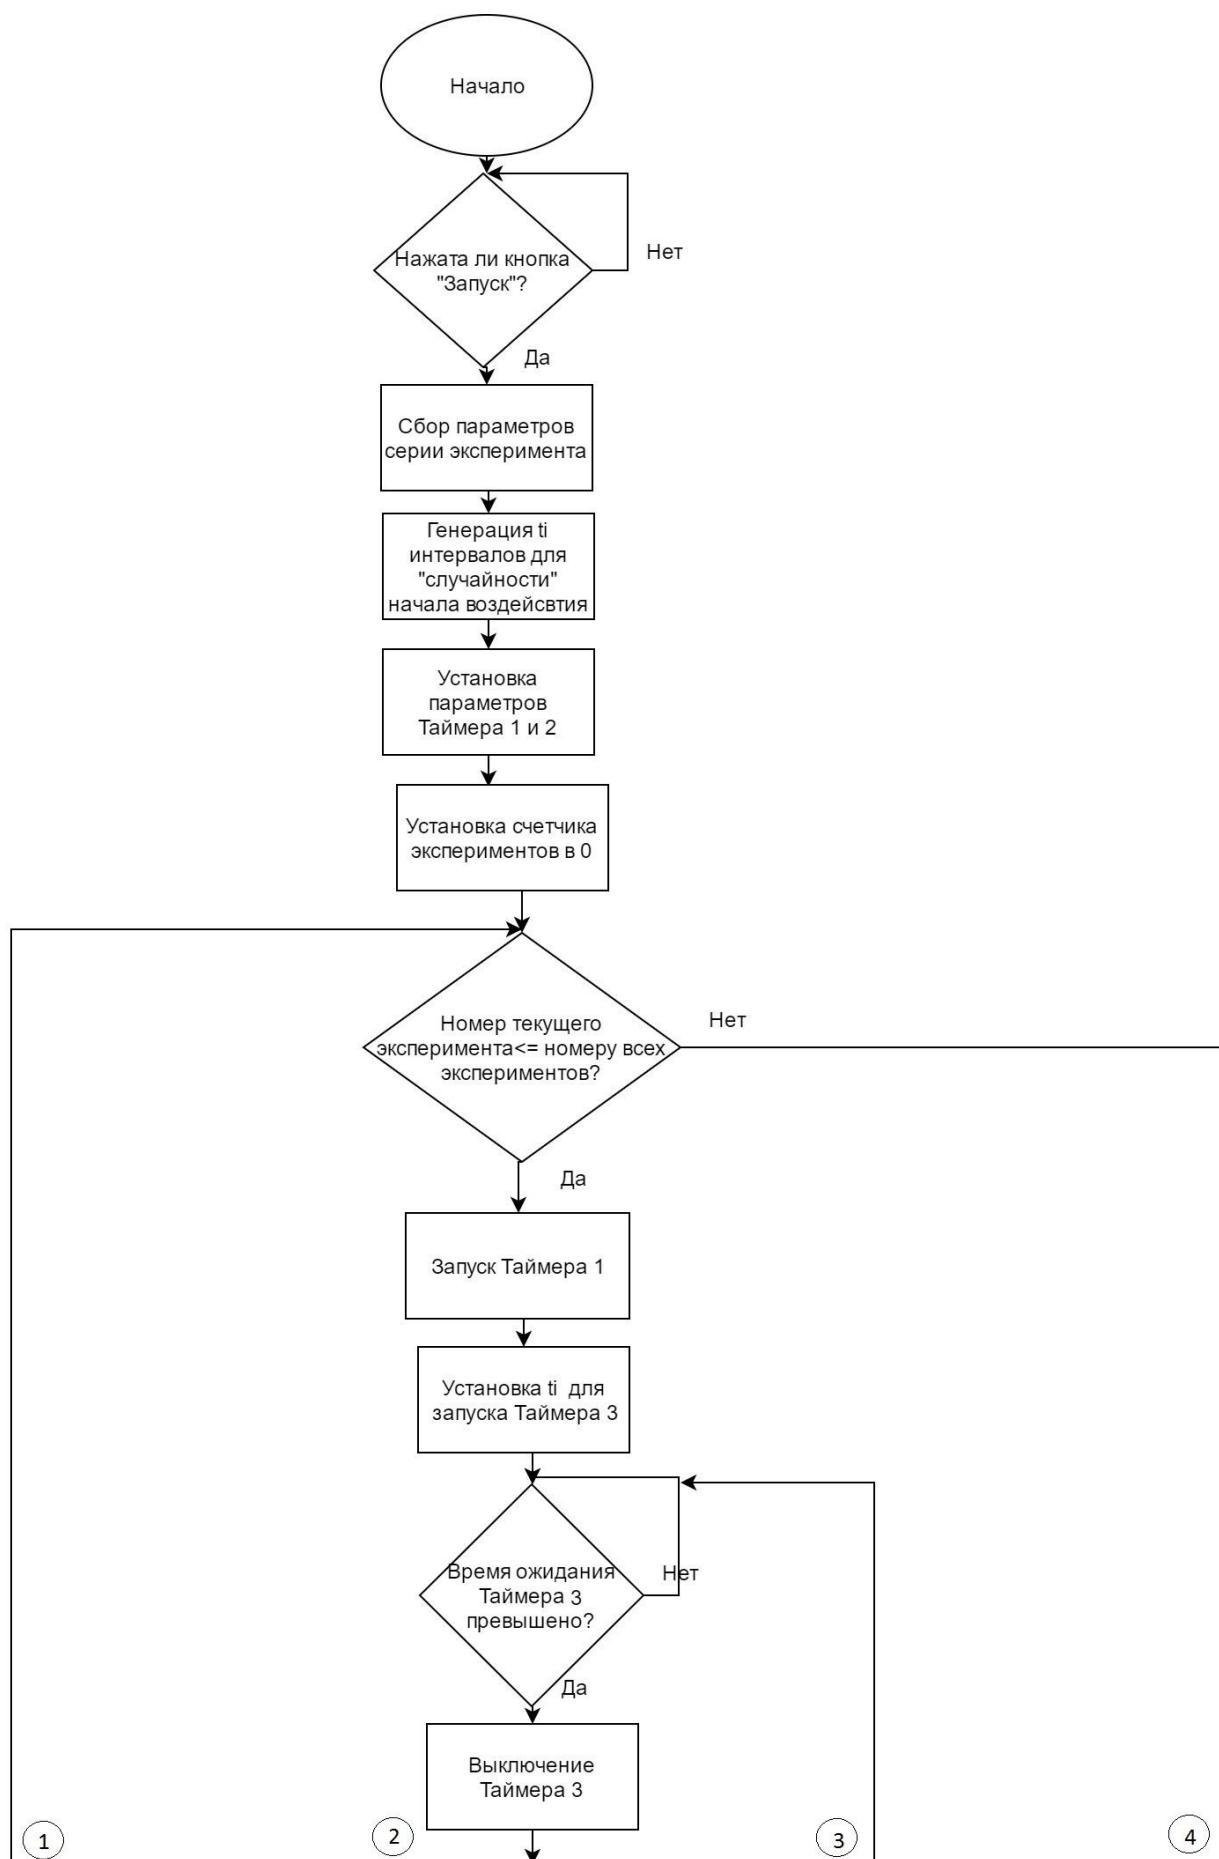 Начало
Нажата ли кнопка
"Запуск"?
Нет
Да
Сбор параметров
серии эксперимента
Генерация ti
интервалов для
"случайности"
начала воздейсвтия
Установка
параметров
Таймера 1 и 2
Установка счетчика
экспериментов в 0
Номер текущего
эксперимента<= номеру всех
экспериментов?
Нет
Да
Запуск Таймера 1
Установка ti для
запуска Таймера 3
Время ожидания
Таймера 3
превышено?
Нет
Да
Выключение
Таймера 3
1
2
3
4